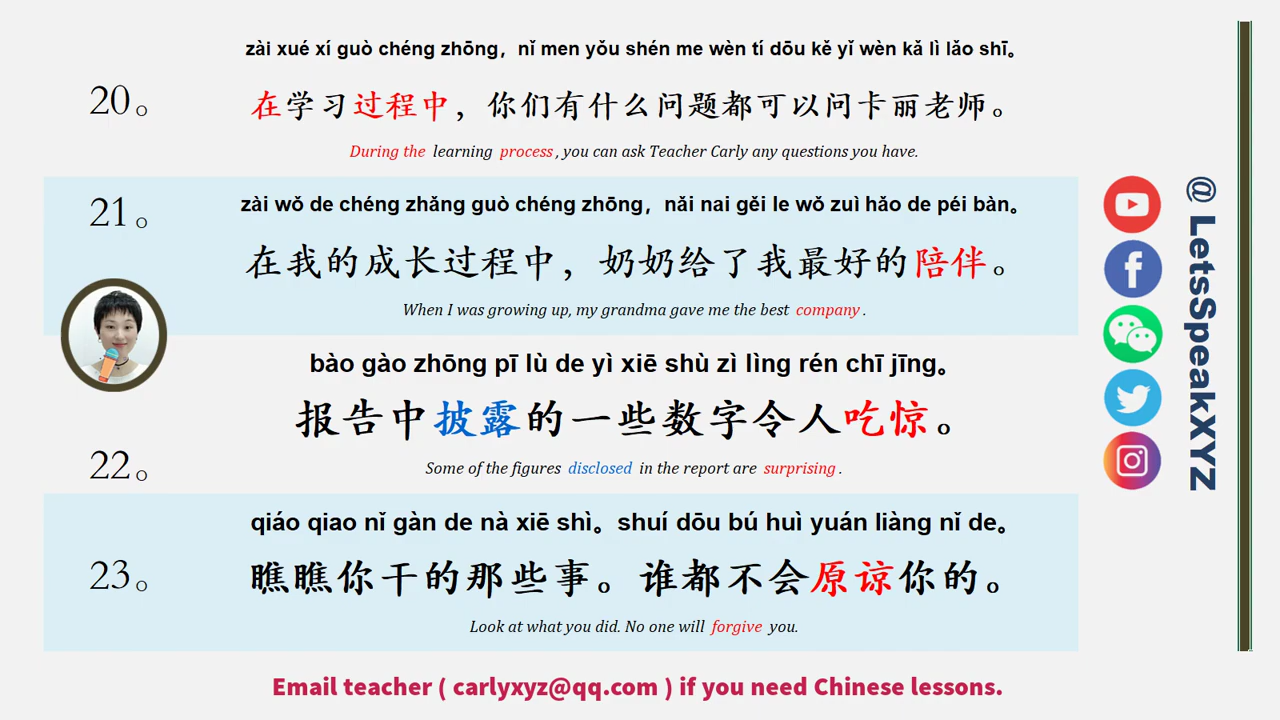 zài xué xí guò chéng zhōng，nǐ men yǒu shén me wèn tí dōu kě yǐ wèn kǎ lì lǎo shī。
20。
在学习过程中，你们有什么问题都可以问卡丽老师。
During the learning process, you can ask Teacher Carly any questions you have.
zài wǒ de chéng zhǎng guò chéng zhōng，nǎi nai gěi le wǒ zuì hǎo de péi bàn。
21。
在我的成长过程中，奶奶给了我最好的陪伴。
When I was growing up, my grandma gave me the best company.
bào gào zhōng pī lù de yì xiē shù zì lìng rén chī jīng。
报告中披露的一些数字令人吃惊。
22。
Some of the figures disclosed in the report are surprising.
qiáo qiao nǐ gàn de nà xiē shì。shuí dōu bú huì yuán liàng nǐ de。
23。
瞧瞧你干的那些事。谁都不会原谅你的。
Look at what you did. No one will forgive you.
@ LetsSpeakXYZ
Email teacher ( carlyxyz@qq.com ) if you need Chinese lessons.